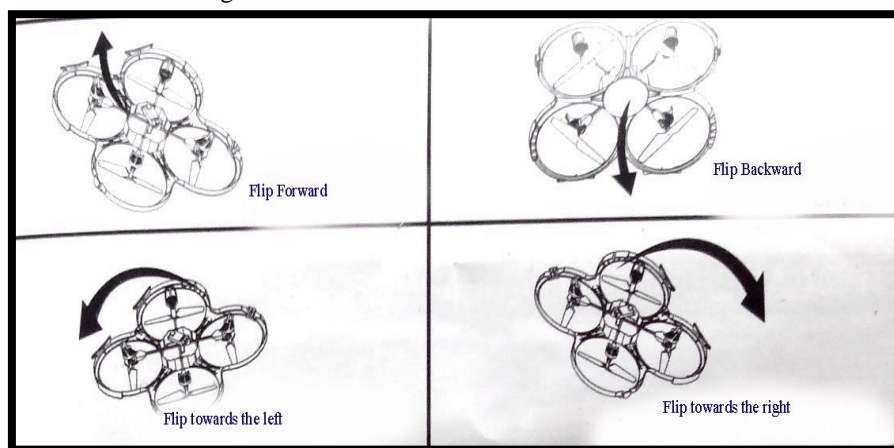 Flip Forward
Flip Backward
Flip towards the left
Flip towards the right